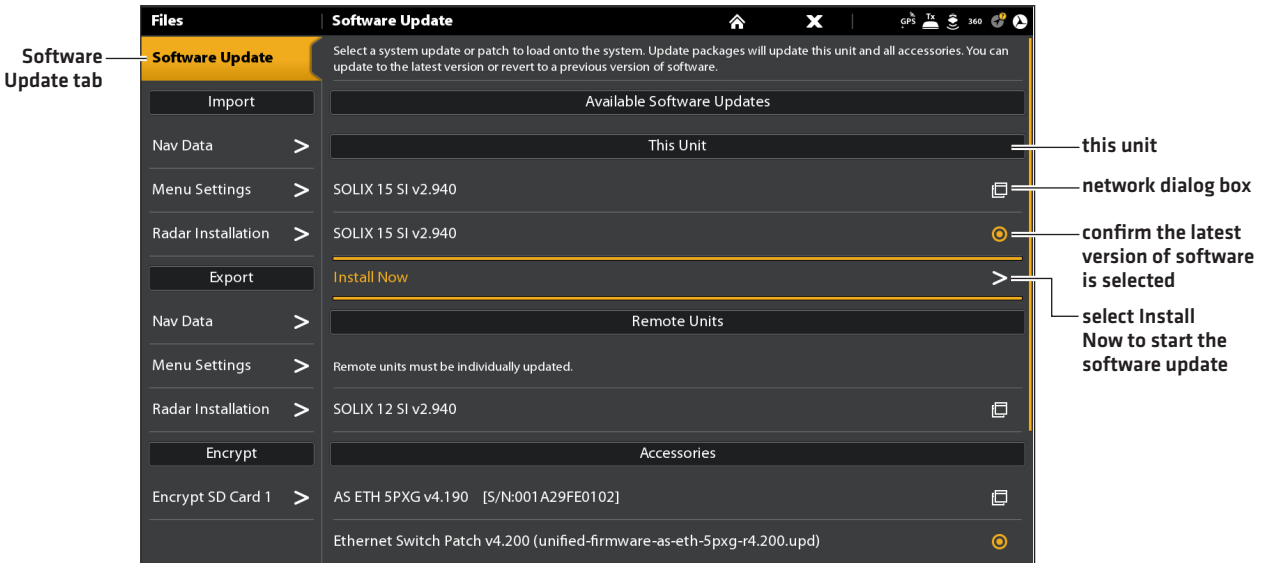 Files
Software Update
GPS
Tx
360
Software
Update tab
Software Update
Select a system update or patch to load onto the system. Update packages will update this unit and all accessories. You can
update to the latest version or revert to a previous version of software.
Import
Available Software Updates
Nav Data
This Unit
this unit
Menu Settings
SOLIX 15 SI v2.940
network dialog box
Radar Installation
SOLIX 15 SI v2.940
confirm the latest
version of software
is selected
Export
Install Now
select Install
Now to start the
software update
Nav Data
Remote Units
Menu Settings
Remote units must be individually updated.
Radar Installation
SOLIX 12 SI v2.940
Encrypt
Accessories
Encrypt SD Card 1
AS ETH 5PXG v4.190 [S/N:001A29FE0102]
Ethernet Switch Patch v4.200 (unified-firmware-as-eth-5pxg-r4.200.upd)